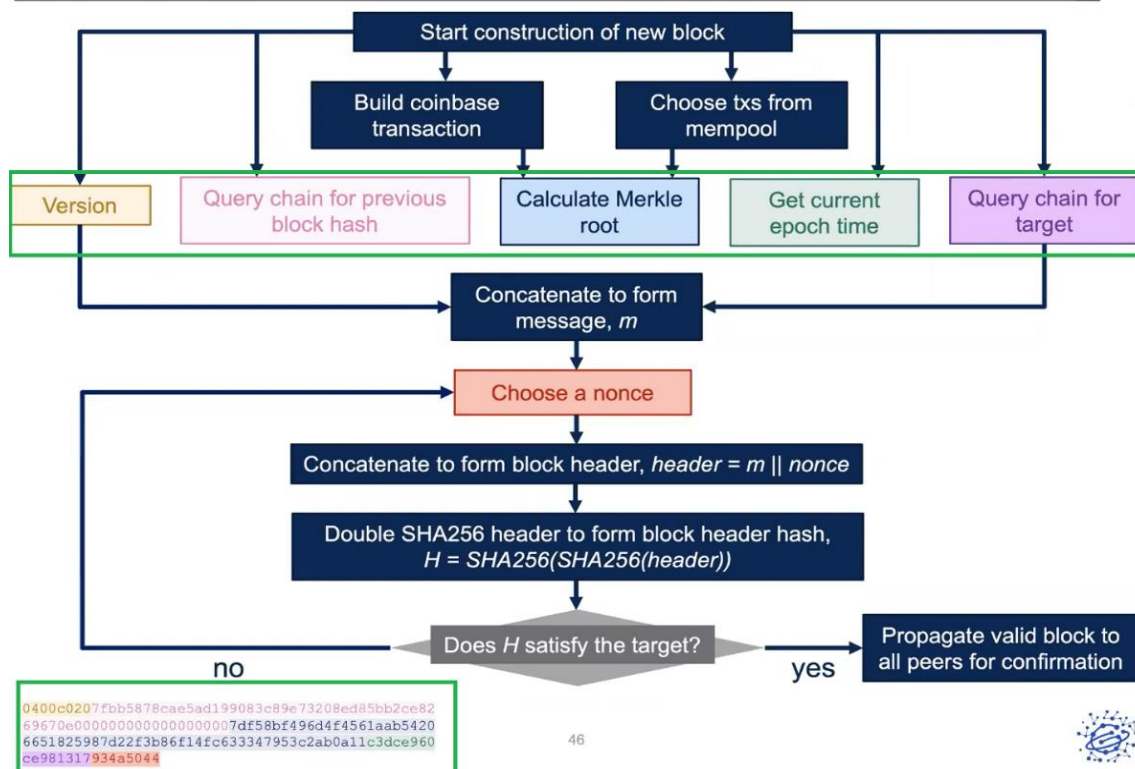 Start construction of new block
Build coinbase
transaction
Choose txs from
mempool
Version
Query chain for previous
block hash
Calculate Merkle
root
Get current
epoch time
Query chain for
target
Concatenate to form
message, m
Choose a nonce
Concatenate to form block header, header = m || nonce
Double SHA256 header to form block header hash,
H = SHA256(SHA256(header))
Does H satisfy the target?
no
yes
Propagate valid block to
all peers for confirmation
0400c0207fbb5878cae5ad199083c89e73208ed85bb2ce82
69670e00000000000000007df58bf496d4f4561aab5420
6651825987d22f3b86f14fc633347953c2ab0a11c3dce960
ce981317934a5044
46